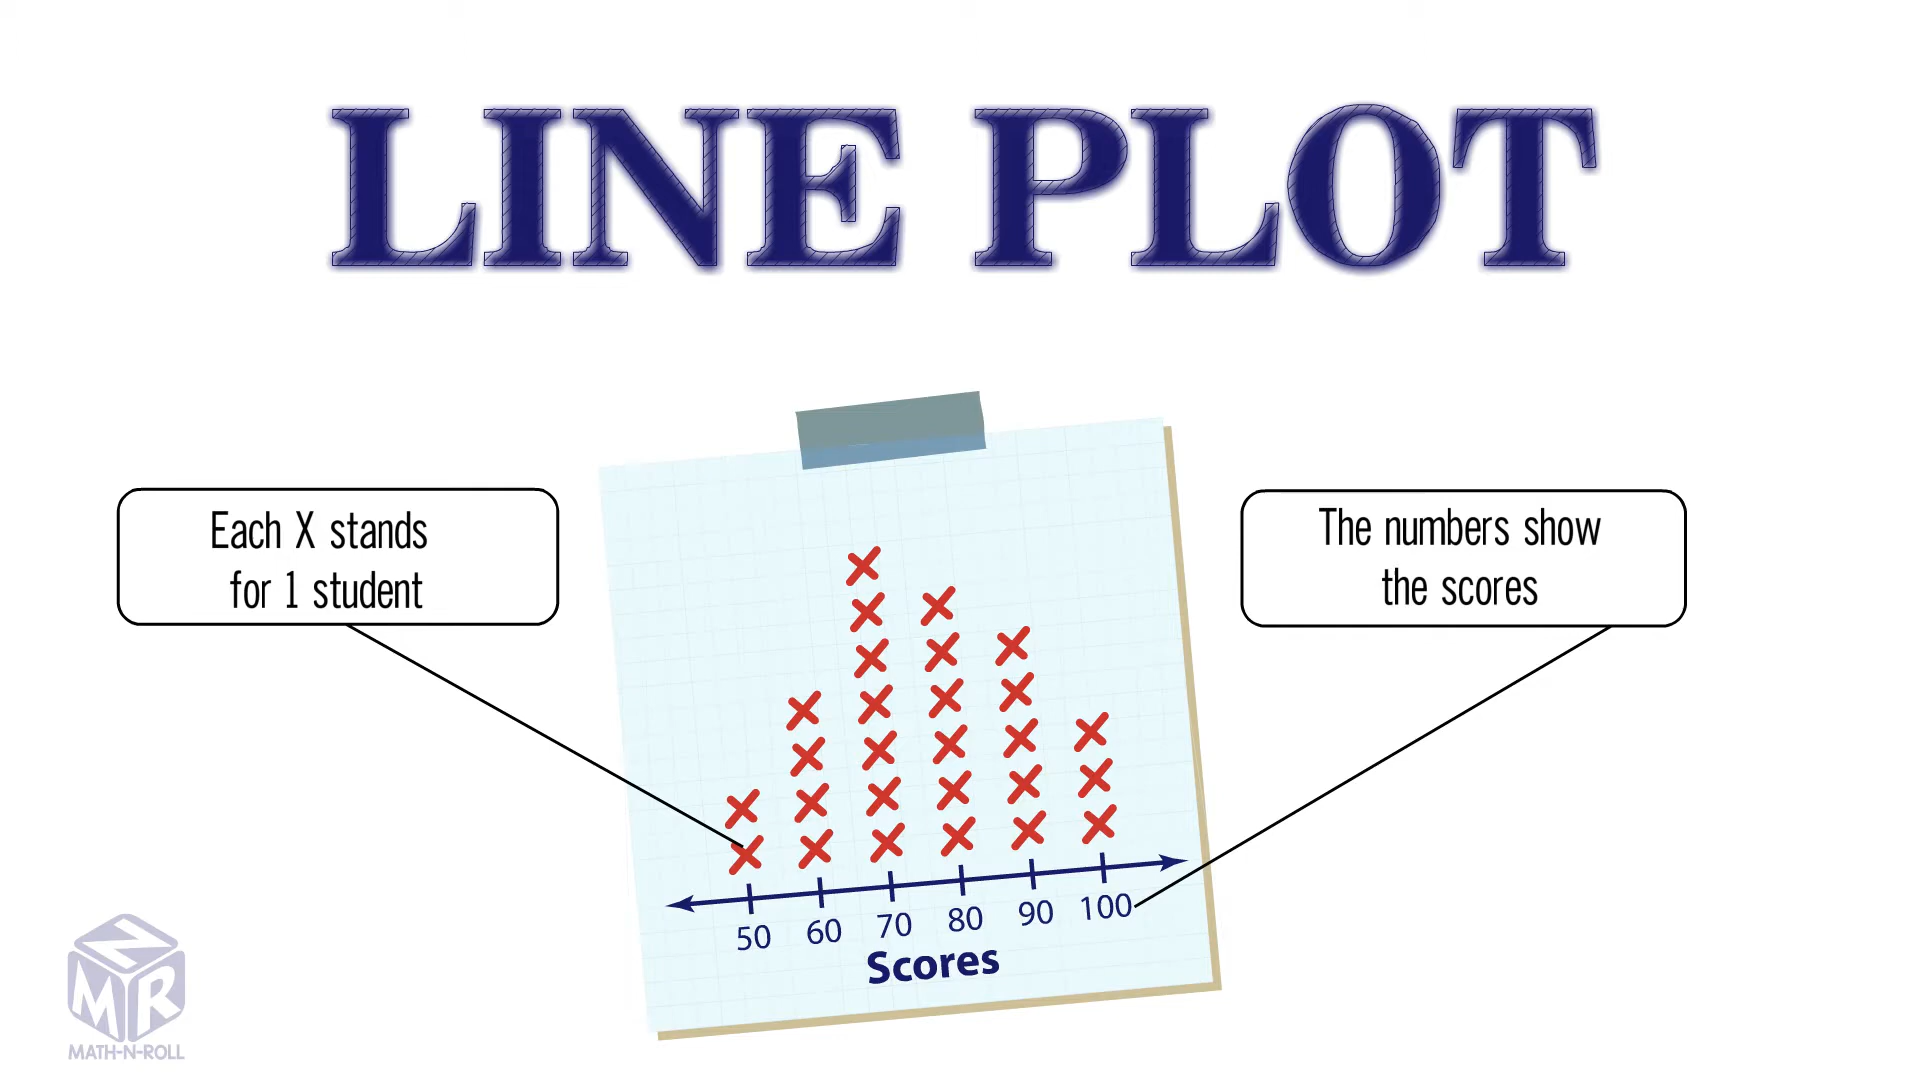 LINE PLOT
Each X stands
for 1 student
The numbers show
the scores
50 60 70 80 90 100
Scores
MNR
MATH-N-ROLL